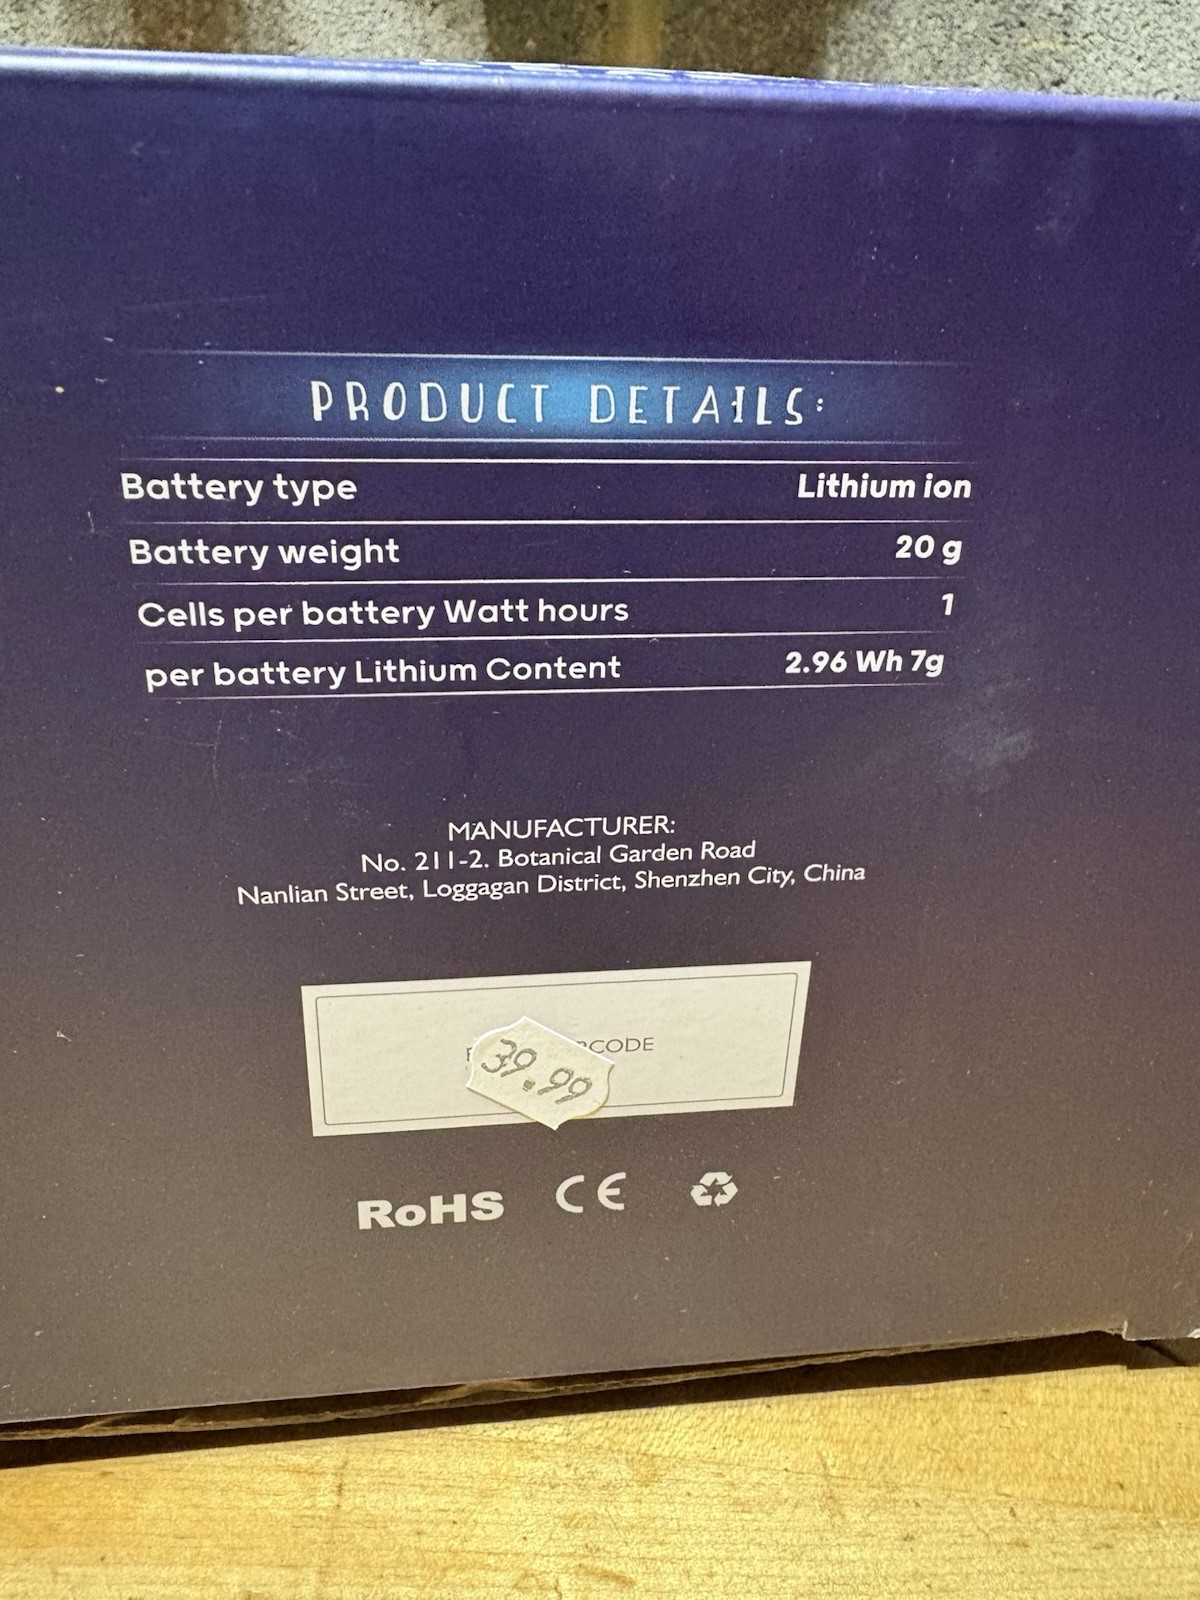 PRODUCT DETAILS:
Battery type Lithium ion
Battery weight 20 g
Cells per battery Watt hours 1
per battery Lithium Content 2.96 Wh 7g
MANUFACTURER:
No. 211-2. Botanical Garden Road
Nanlian Street, Loggagan District, Shenzhen City, China
39.99
CODE
RoHS CE